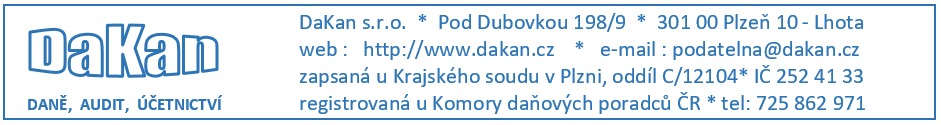 DaKan
DANĚ, AUDIT, ÚČETNICTVÍ
DaKan s.r.o. * Pod Dubovkou 198/9 * 301 00 Plzeň 10 - Lhota
web : http://www.dakan.cz * e-mail : podatelna@dakan.cz
zapsaná u Krajského soudu v Plzni, oddíl C/12104* IČ 252 41 33
registrovaná u Komory daňových poradců ČR * tel: 725 862 971